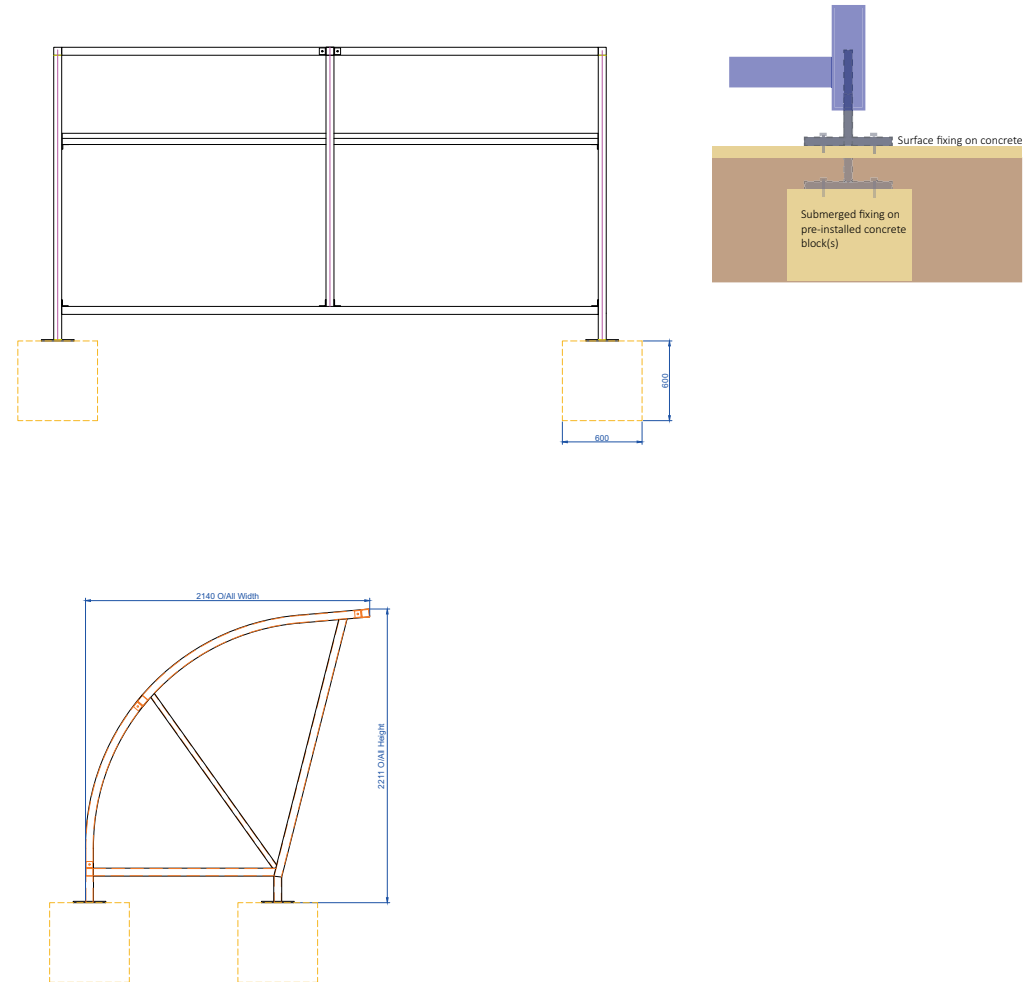 Surface fixing on concrete
Submerged fixing on
pre-installed concrete
block(s)
600
600
2140 O/All Width
2211 O/All Height